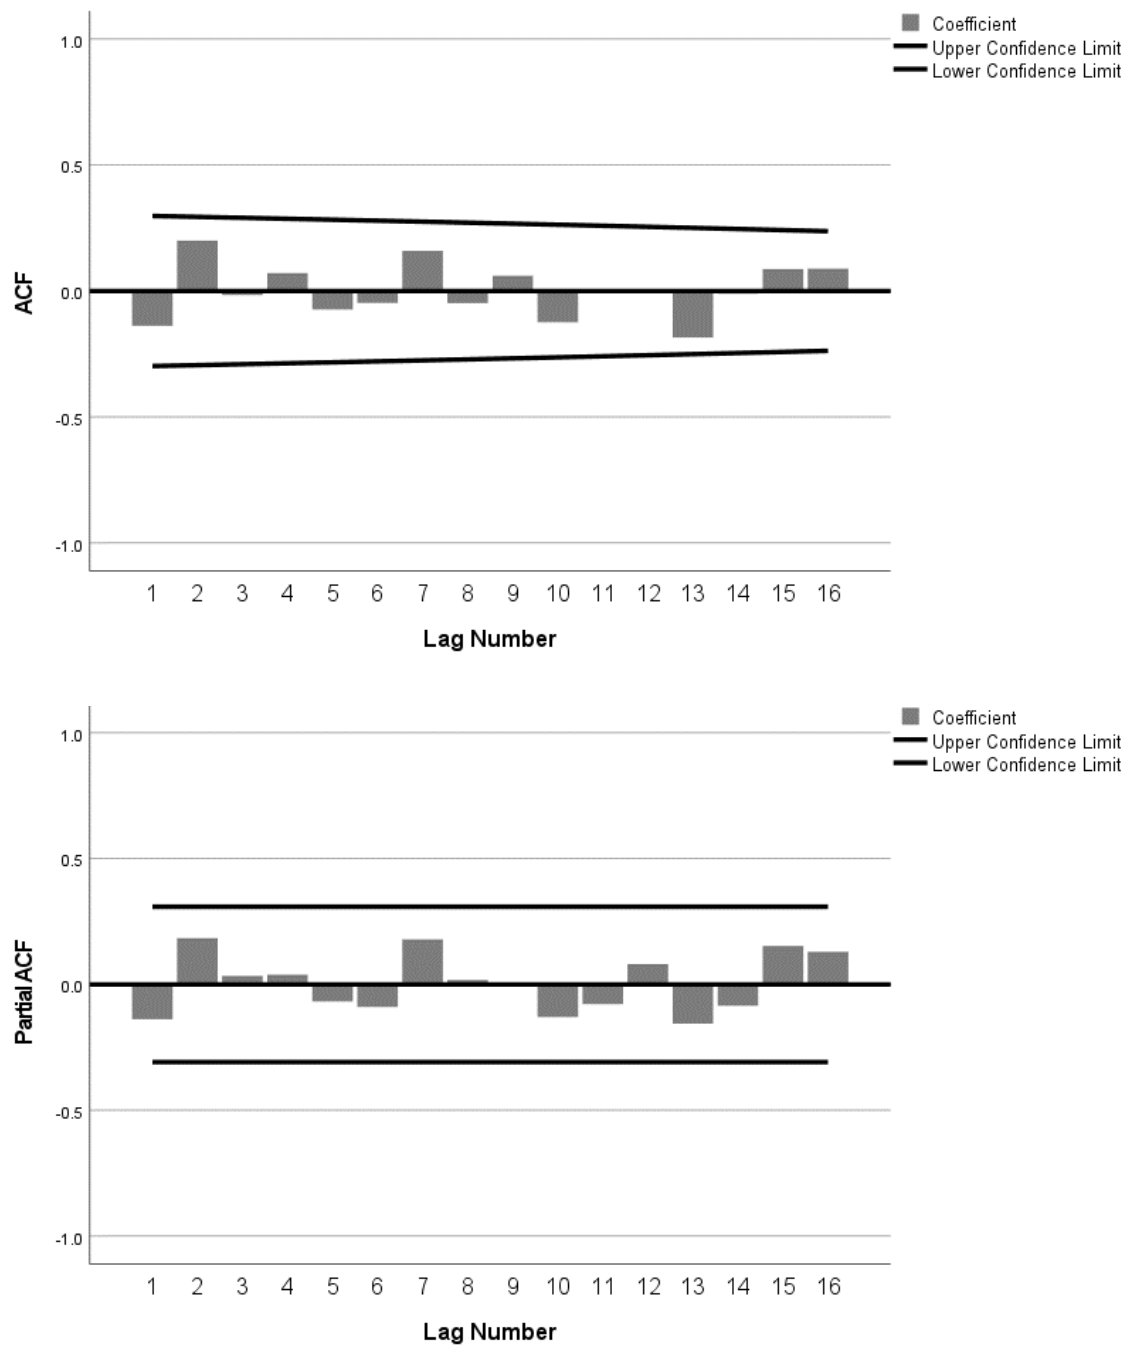 Coefficient
Upper Confidence Limit
Lower Confidence Limit
1.0
0.5
0.0
-0.5
-1.0
ACF
1 2 3 4 5 6 7 8 9 10 11 12 13 14 15 16
Lag Number
Coefficient
Upper Confidence Limit
Lower Confidence Limit
1.0
0.5
0.0
-0.5
-1.0
Partial ACF
1 2 3 4 5 6 7 8 9 10 11 12 13 14 15 16
Lag Number